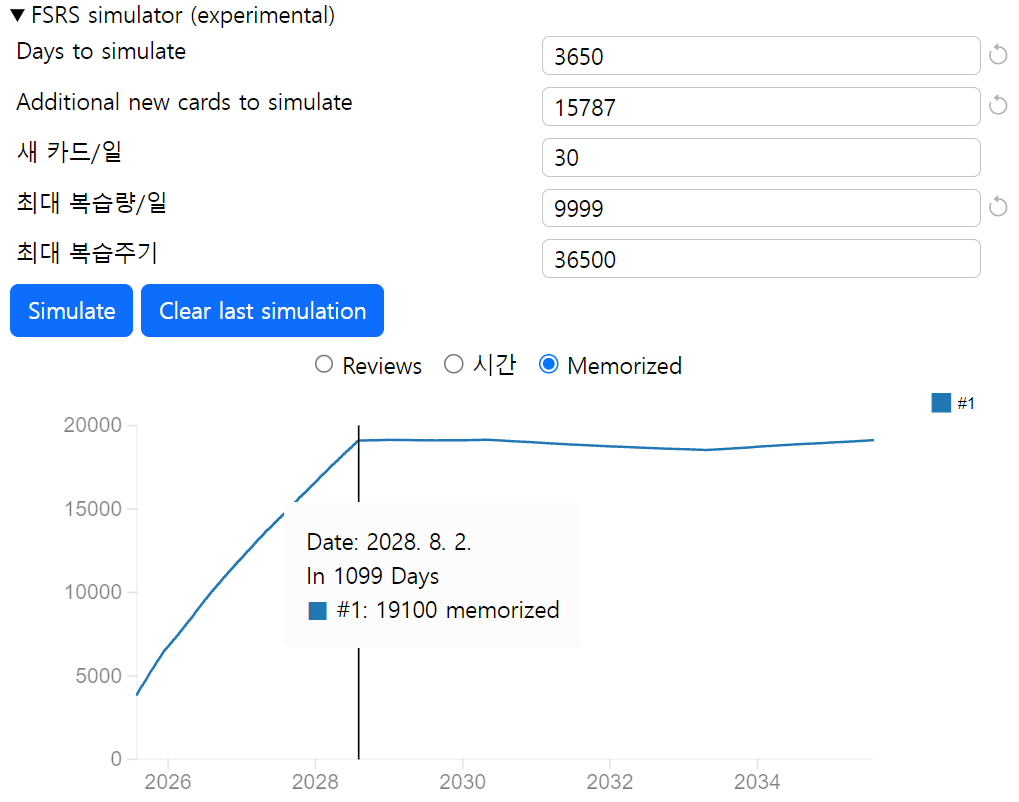 ▼ FSRS simulator (experimental)
Days to simulate 3650
Additional new cards to simulate 15787
새 카드/일 30
최대 복습량/일 9999
최대 복습주기 36500
Simulate Clear last simulation
Reviews 시간 Memorized
#1
20000
15000
10000
5000
0
Date: 2028. 8. 2.
In 1099 Days
#1: 19100 memorized
2026 2028 2030 2032 2034